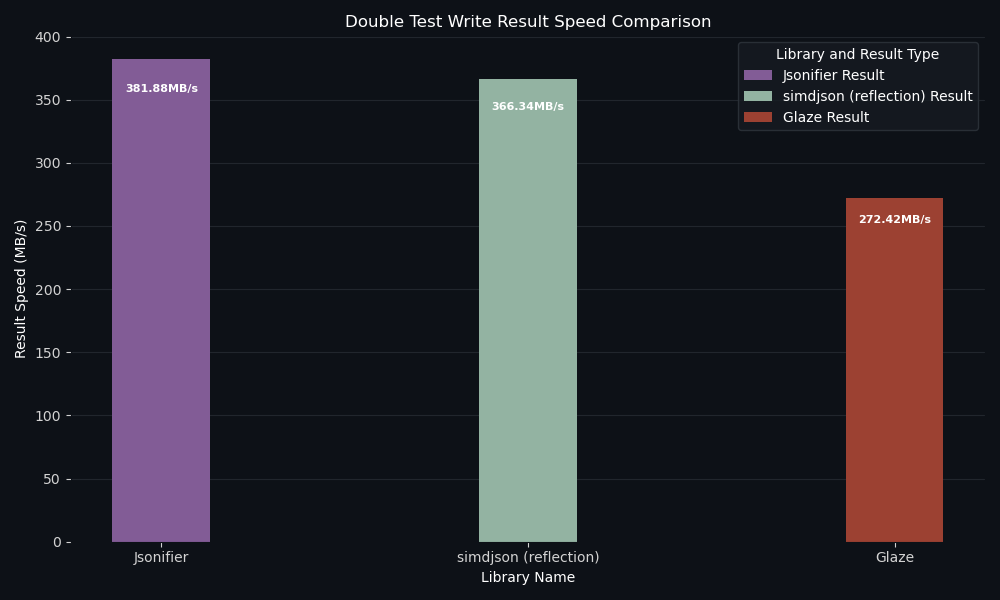 Double Test Write Result Speed Comparison
Library and Result Type
Jsonifier Result
simdjson (reflection) Result
Glaze Result
Result Speed (MB/s)
400
350
300
250
200
150
100
50
0
381.88MB/s
366.34MB/s
272.42MB/s
Jsonifier
simdjson (reflection)
Glaze
Library Name